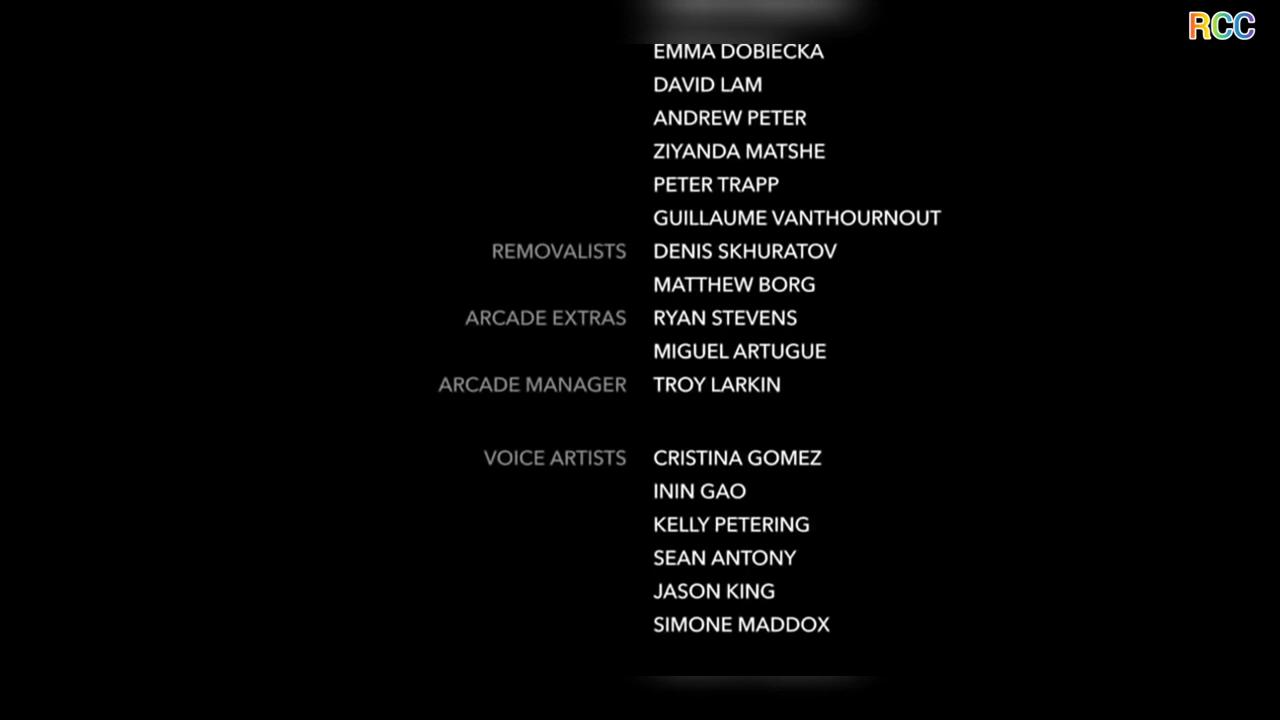 RCC
EMMA DOBIECKA
DAVID LAM
ANDREW PETER
ZIYANDA MATSHE
PETER TRAPP
GUILLAUME VANTHOURNOUT
REMOVALISTS DENIS SKHURATOV
MATTHEW BORG
ARCADE EXTRAS RYAN STEVENS
MIGUEL ARTUGUE
ARCADE MANAGER TROY LARKIN
VOICE ARTISTS CRISTINA GOMEZ
ININ GAO
KELLY PETERING
SEAN ANTONY
JASON KING
SIMONE MADDOX